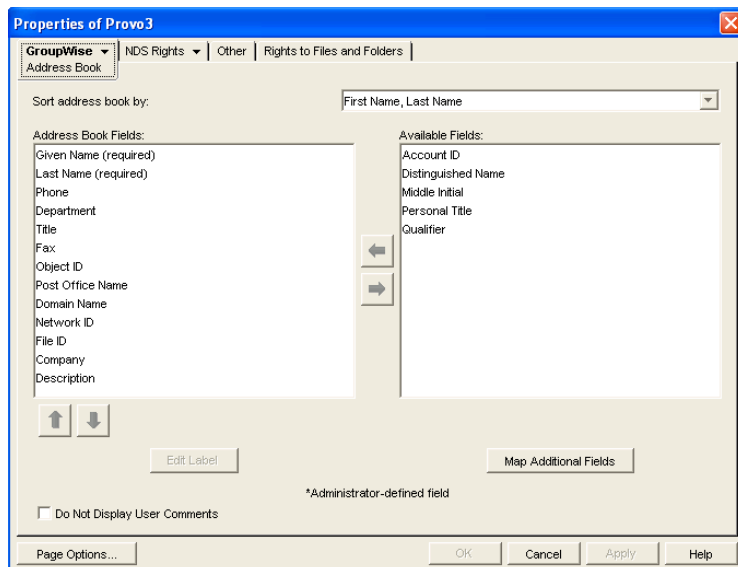 Properties of Provo3
GroupWise NDS Rights Other Rights to Files and Folders
Address Book
Sort address book by: First Name, Last Name
Address Book Fields: Available Fields:
Given Name (required) Account ID
Last Name (required) Distinguished Name
Phone Middle Initial
Department Personal Title
Title Qualifier
Fax
Object ID
Post Office Name
Domain Name
Network ID
File ID
Company
Description
Edit Label Map Additional Fields
*Administrator-defined field
Do Not Display User Comments
Page Options... OK Cancel Apply Help